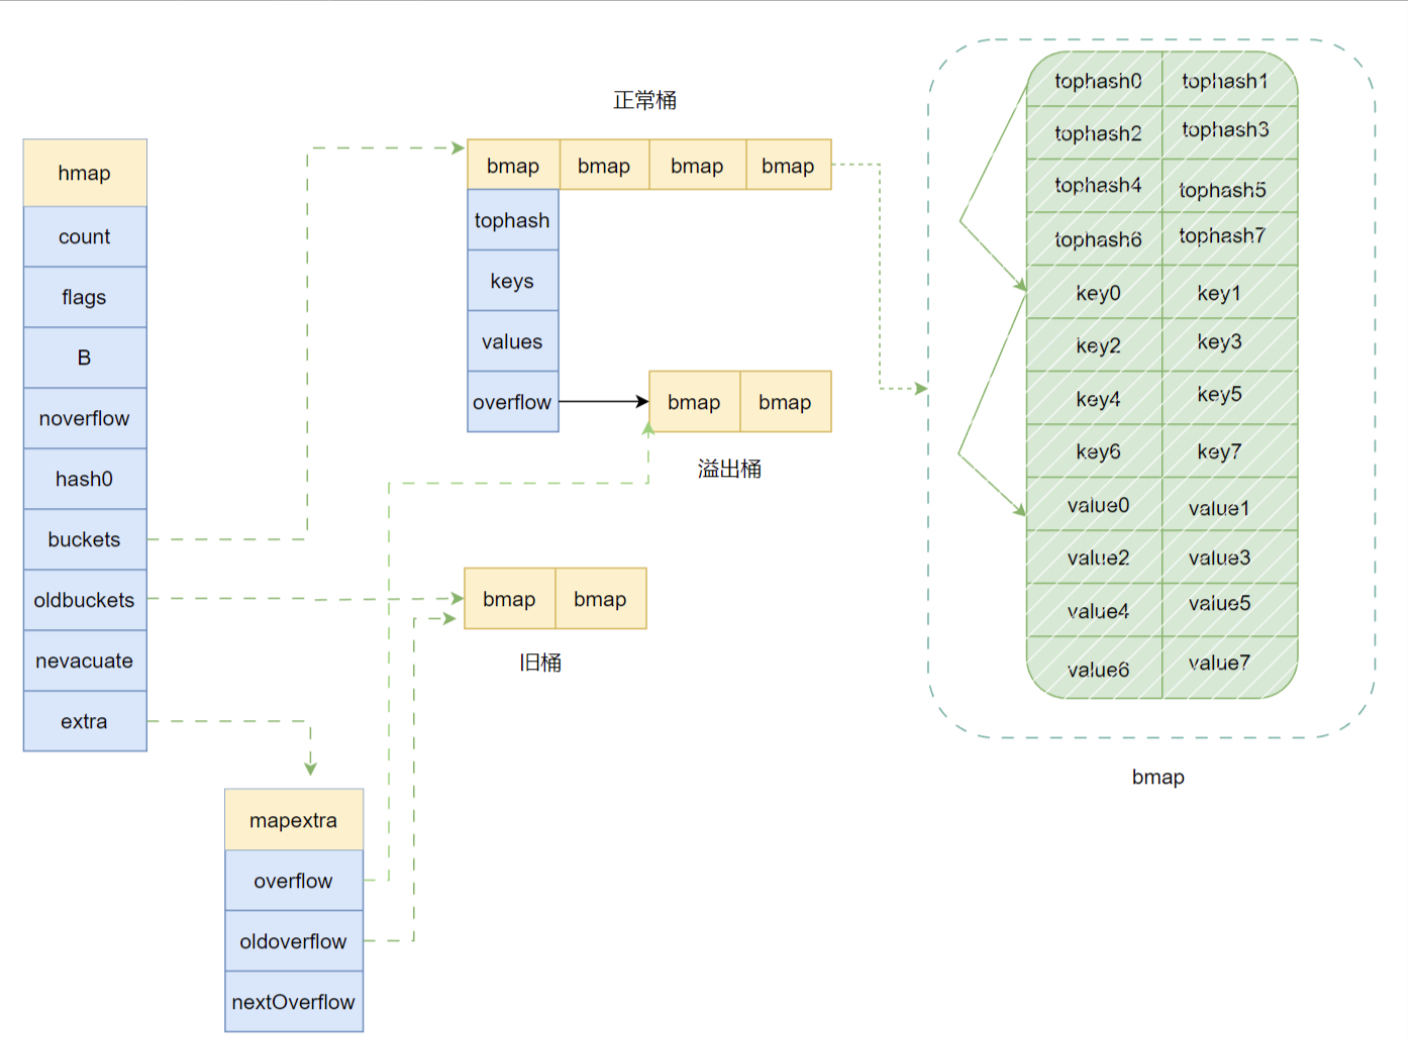 hmap
count
flags
B
noverflow
hash0
buckets
oldbuckets
nevacuate
extra
mapextra
overflow
oldoverflow
nextOverflow
正常桶
bmap bmap bmap bmap
tophash
keys
values
overflow
bmap bmap
溢出桶
bmap bmap
旧桶
tophash0 tophash1
tophash2 tophash3
tophash4 tophash5
tophash6 tophash7
key0 key1
key2 key3
key4 key5
key6 key7
value0 value1
value2 value3
value4 value5
value6 value7
bmap